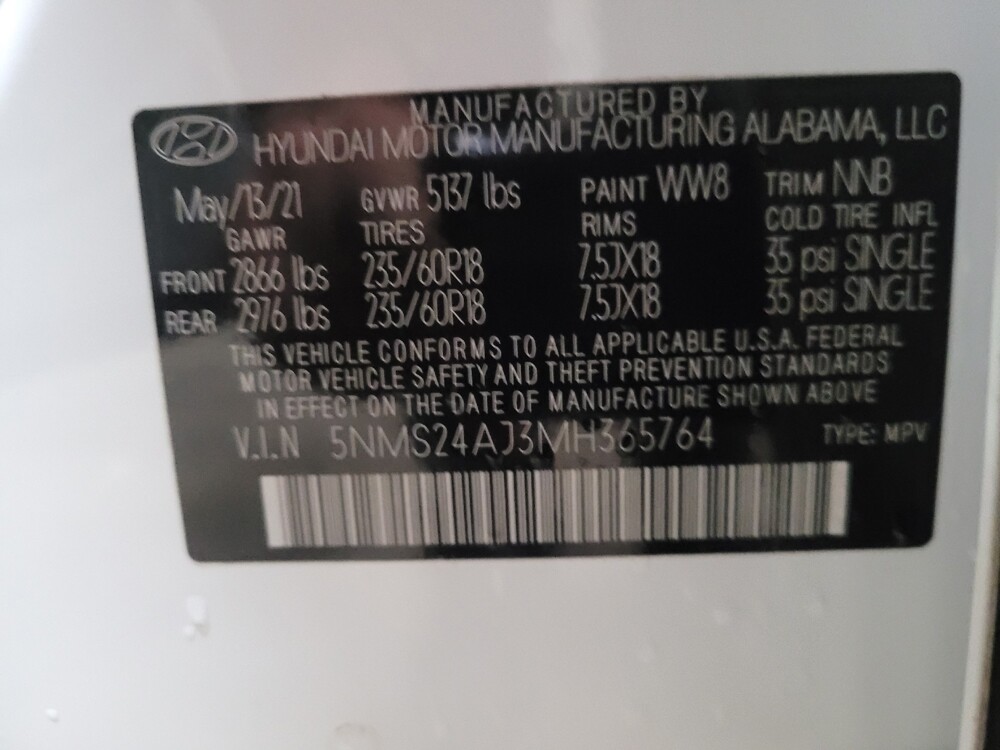 MANUFACTURED BY
HYUNDAI MOTOR MANUFACTURING ALABAMA, LLC
May/13/21 GVWR 5137 lbs PAINT WW8 TRIM NNB
GAWR TIRES RIMS COLD TIRE INFL
FRONT 2866 lbs 235/60R18 7.5JX18 35 psi SINGLE
REAR 2976 lbs 235/60R18 7.5JX18 35 psi SINGLE
THIS VEHICLE CONFORMS TO ALL APPLICABLE U.S.A. FEDERAL
MOTOR VEHICLE SAFETY AND THEFT PREVENTION STANDARDS
IN EFFECT ON THE DATE OF MANUFACTURE SHOWN ABOVE
V.I.N 5NMS24AJ3MH365764 TYPE: MPV